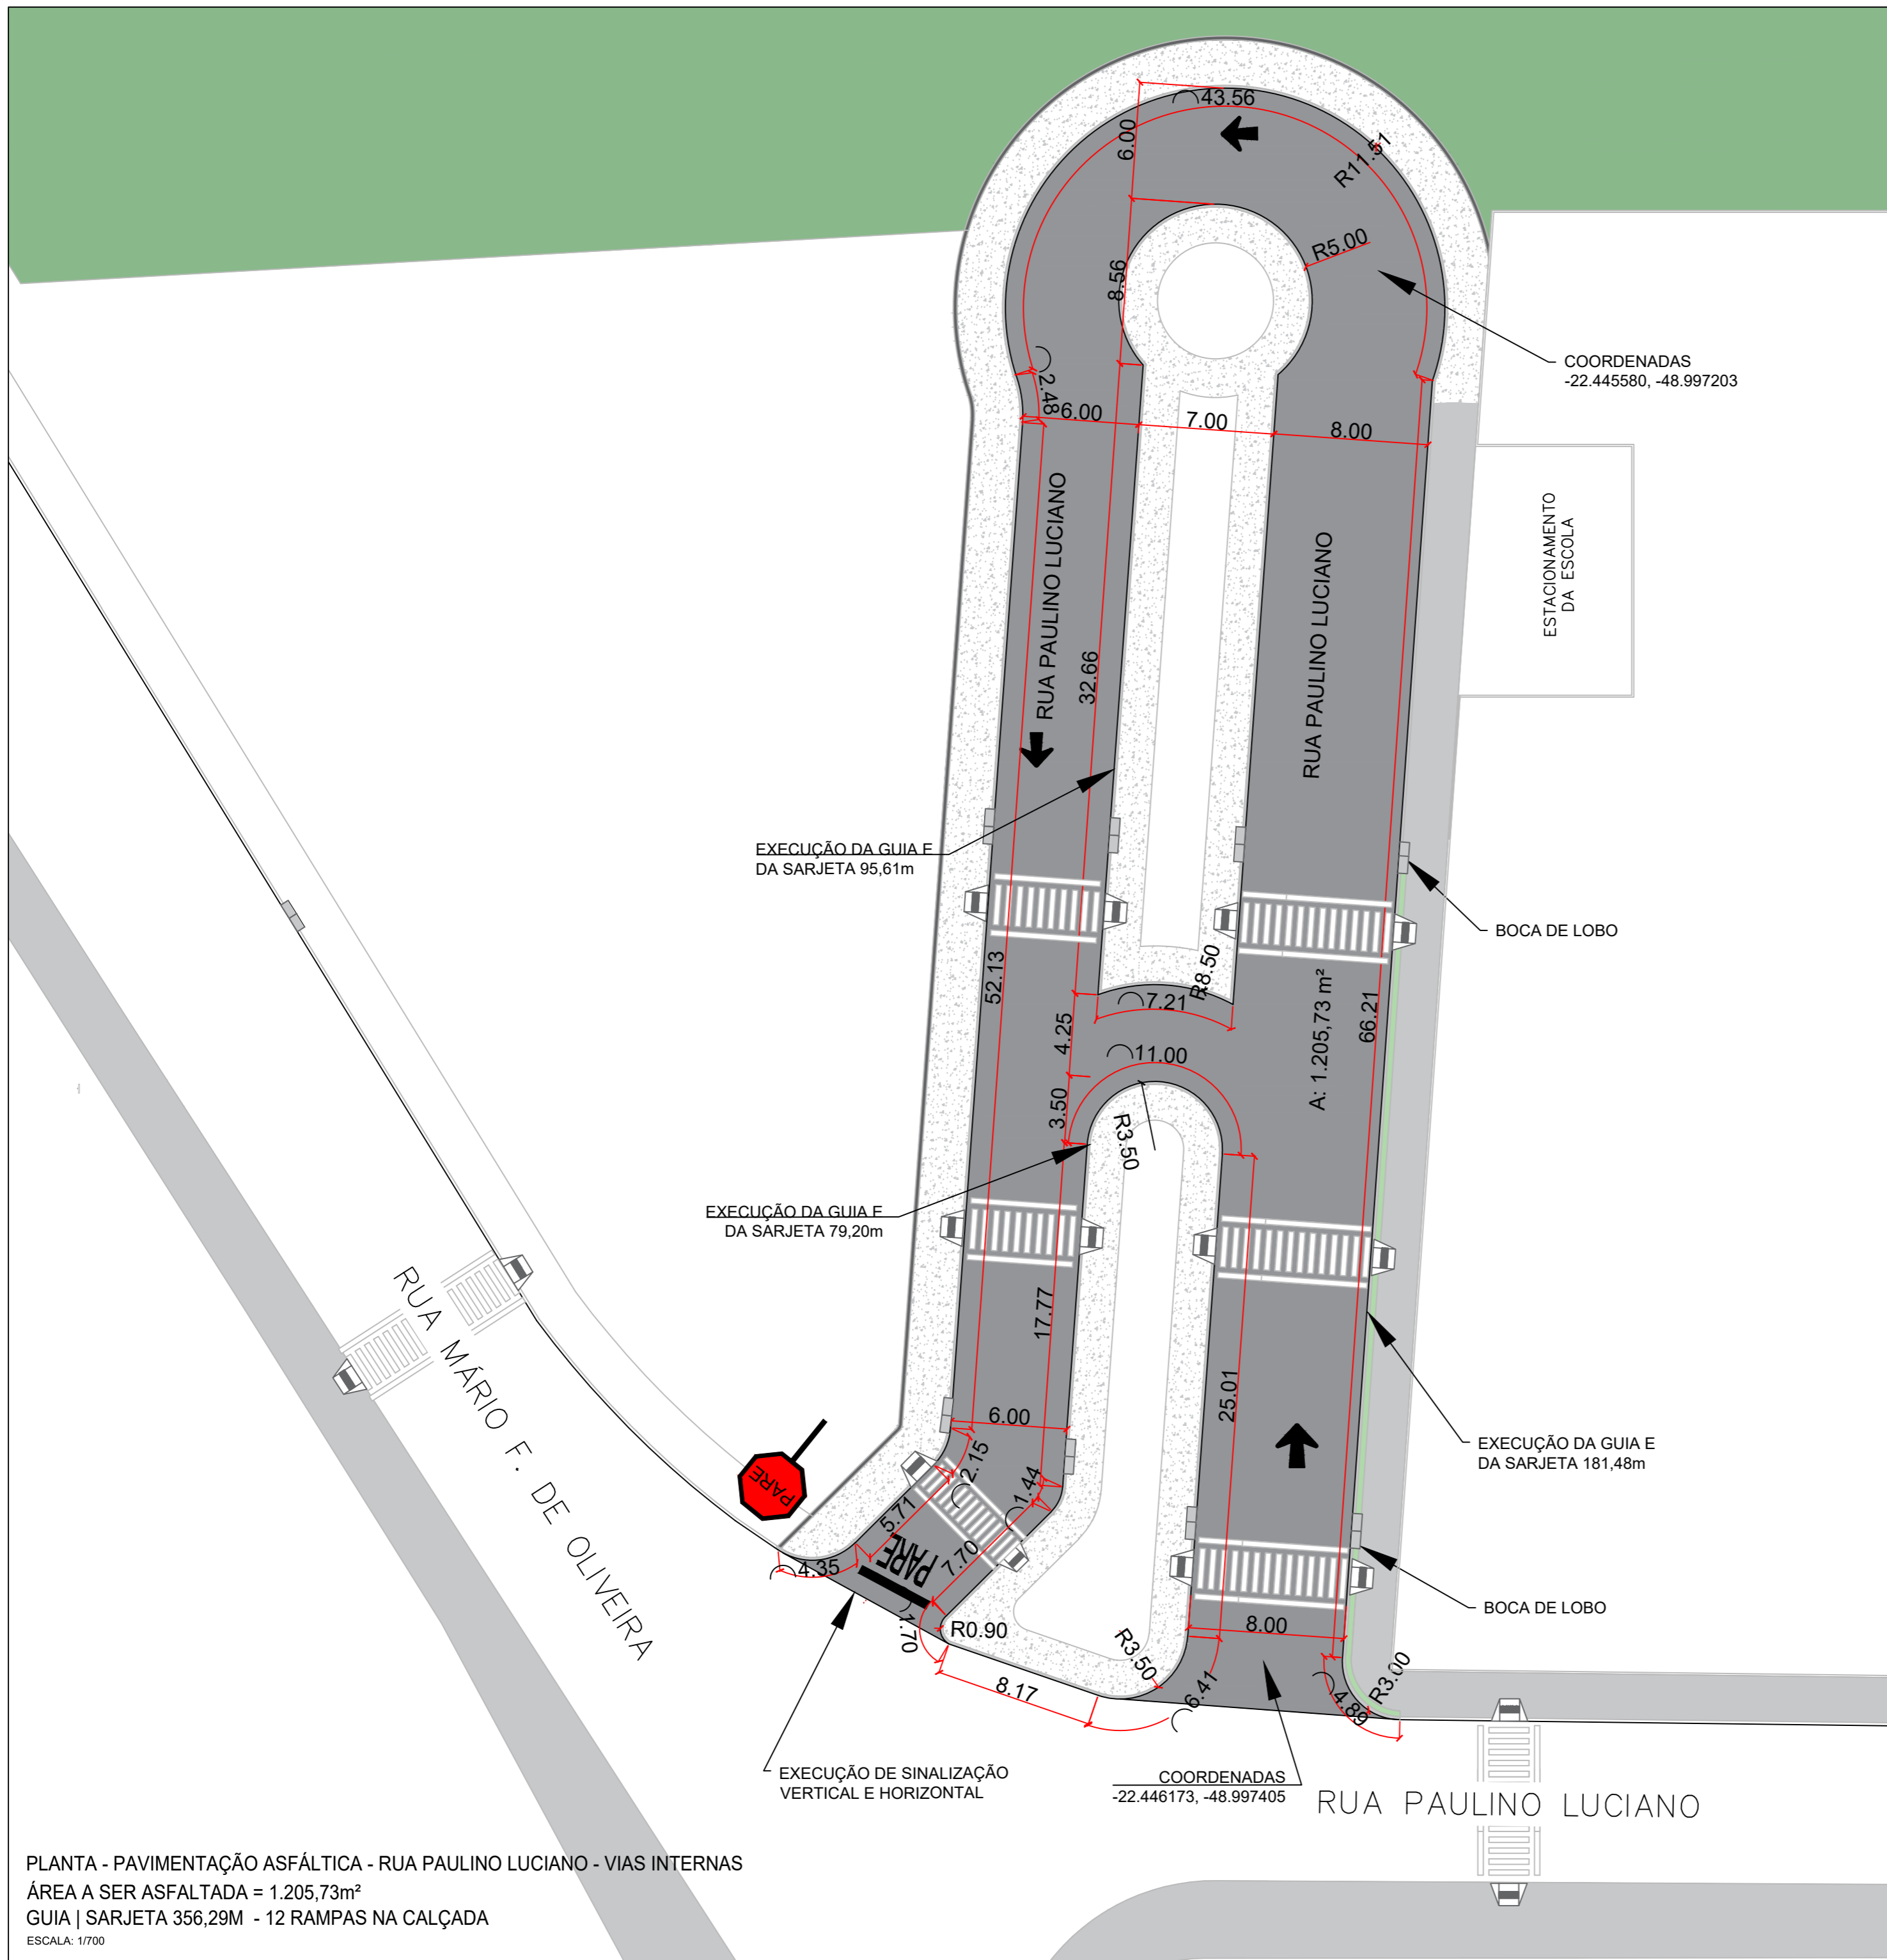 43.56
6.00
R11.51
R5.00
8.56
COORDENADAS
-22.445580, -48.997203
2.48
6.00
7.00
8.00
RUA PAULINO LUCIANO
RUA PAULINO LUCIANO
ESTACIONAMENTO
DA ESCOLA
32.66
EXECUÇÃO DA GUIA E
DA SARJETA 95,61m
BOCA DE LOBO
52.13
R8.50
7.21
A: 1.205,73 m²
66.21
4.25
11.00
3.50
R3.50
EXECUÇÃO DA GUIA E
DA SARJETA 79,20m
17.77
25.01
RUA MÁRIO F. DE OLIVEIRA
6.00
EXECUÇÃO DA GUIA E
DA SARJETA 181,48m
PARE
2.15
1.44
5.71
PARE
7.70
4.35
BOCA DE LOBO
1.70
R0.90
8.00
R3.50
8.17
6.41
4.89
R3.00
EXECUÇÃO DE SINALIZAÇÃO
VERTICAL E HORIZONTAL
COORDENADAS
-22.446173, -48.997405
RUA PAULINO LUCIANO
PLANTA - PAVIMENTAÇÃO ASFÁLTICA - RUA PAULINO LUCIANO - VIAS INTERNAS
ÁREA A SER ASFALTADA = 1.205,73m²
GUIA | SARJETA 356,29M - 12 RAMPAS NA CALÇADA
ESCALA: 1/700